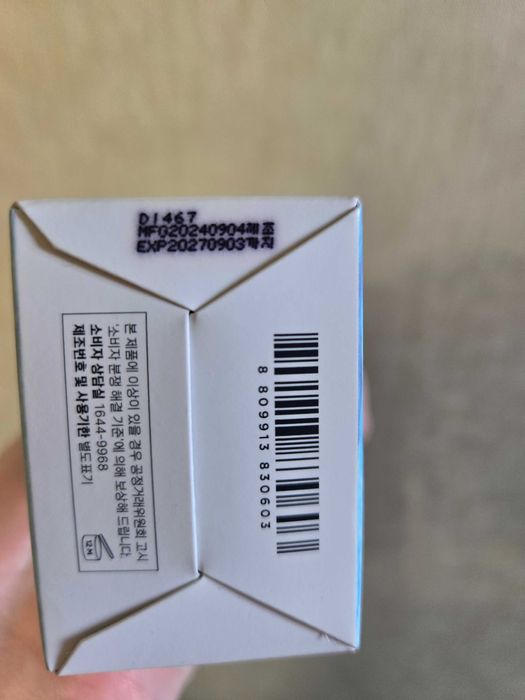 D1467
MFG20240904제조
EXP20270903까지
8 809913 830603
본 제품에 이상이 있을 경우 공정거래위원회 고시
'소비자 분쟁 해결 기준'에 의해 보상해 드립니다.
소비자 상담실 1644-9968
제조번호 및 사용기한 별도표기
12 M